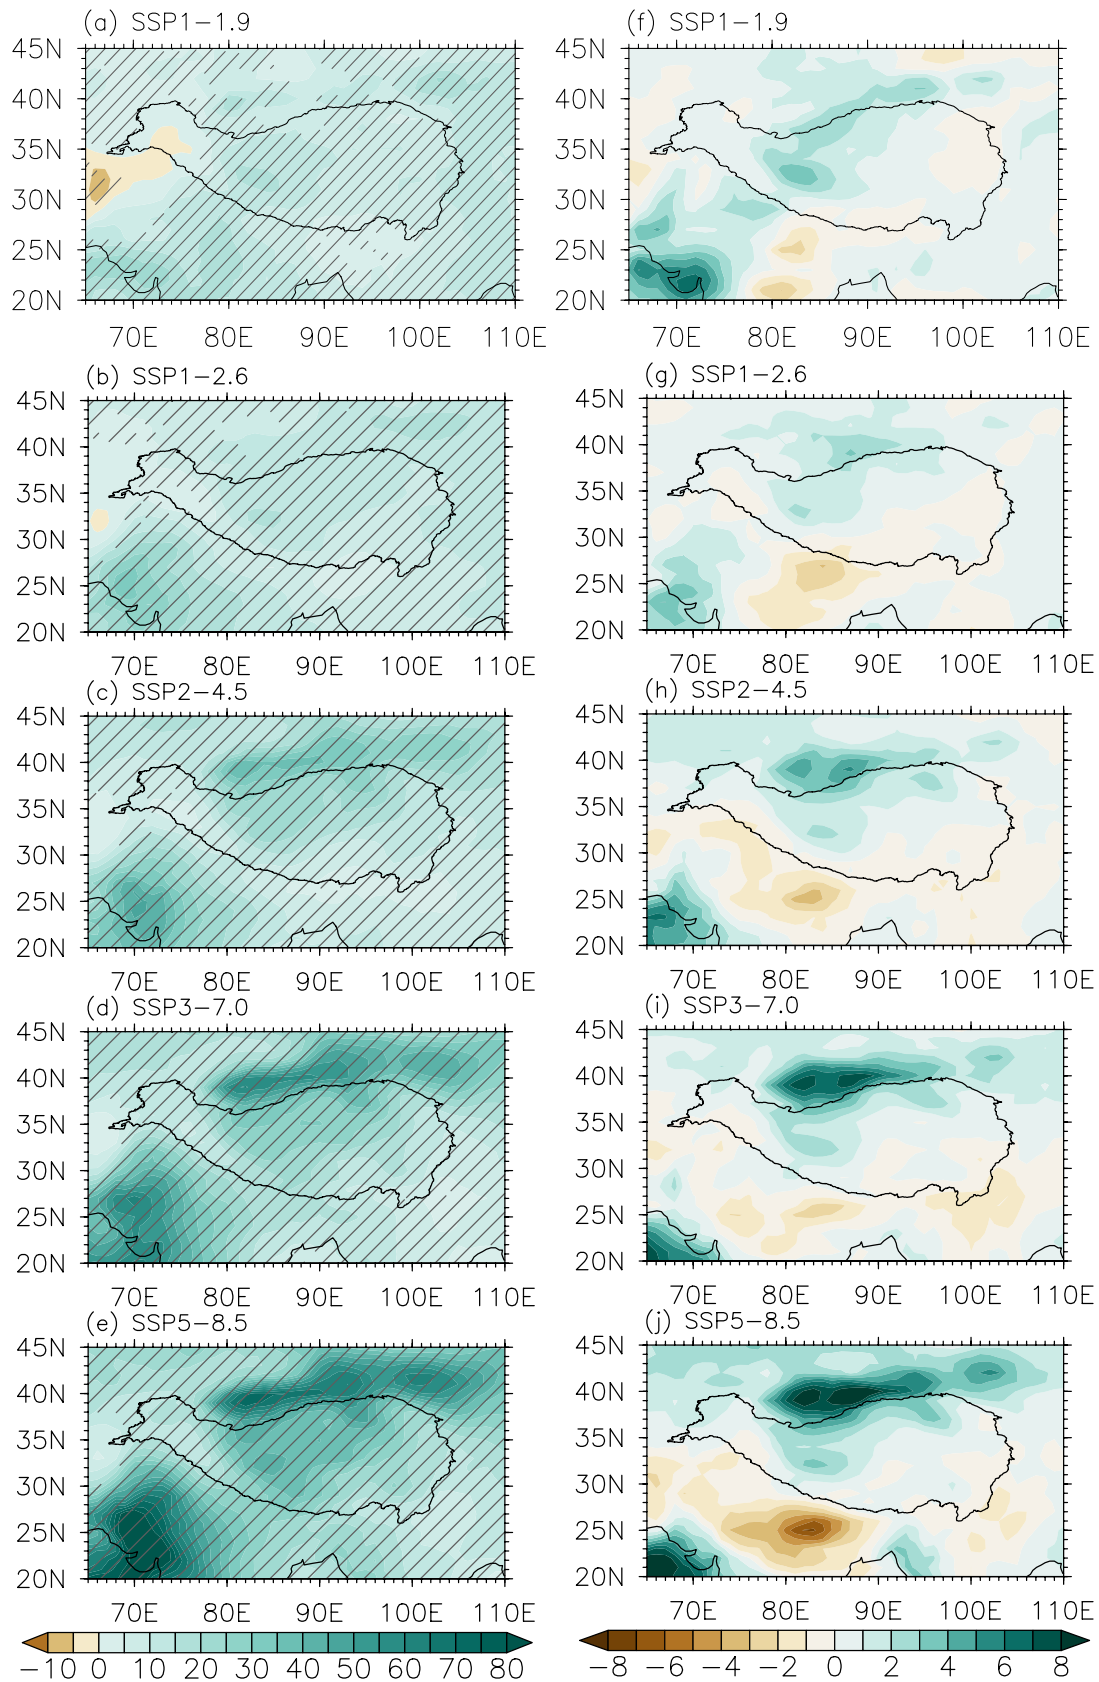 (a) SSP1−1.9
45N
40N
35N
30N
25N
20N
70E 80E 90E 100E 110E
(f) SSP1−1.9
45N
40N
35N
30N
25N
20N
70E 80E 90E 100E 110E
(b) SSP1−2.6
45N
40N
35N
30N
25N
20N
70E 80E 90E 100E 110E
(g) SSP1−2.6
45N
40N
35N
30N
25N
20N
70E 80E 90E 100E 110E
(c) SSP2−4.5
45N
40N
35N
30N
25N
20N
70E 80E 90E 100E 110E
(h) SSP2−4.5
45N
40N
35N
30N
25N
20N
70E 80E 90E 100E 110E
(d) SSP3−7.0
45N
40N
35N
30N
25N
20N
70E 80E 90E 100E 110E
(i) SSP3−7.0
45N
40N
35N
30N
25N
20N
70E 80E 90E 100E 110E
(e) SSP5−8.5
45N
40N
35N
30N
25N
20N
70E 80E 90E 100E 110E
(j) SSP5−8.5
45N
40N
35N
30N
25N
20N
70E 80E 90E 100E 110E
−10 0 10 20 30 40 50 60 70 80
−8 −6 −4 −2 0 2 4 6 8